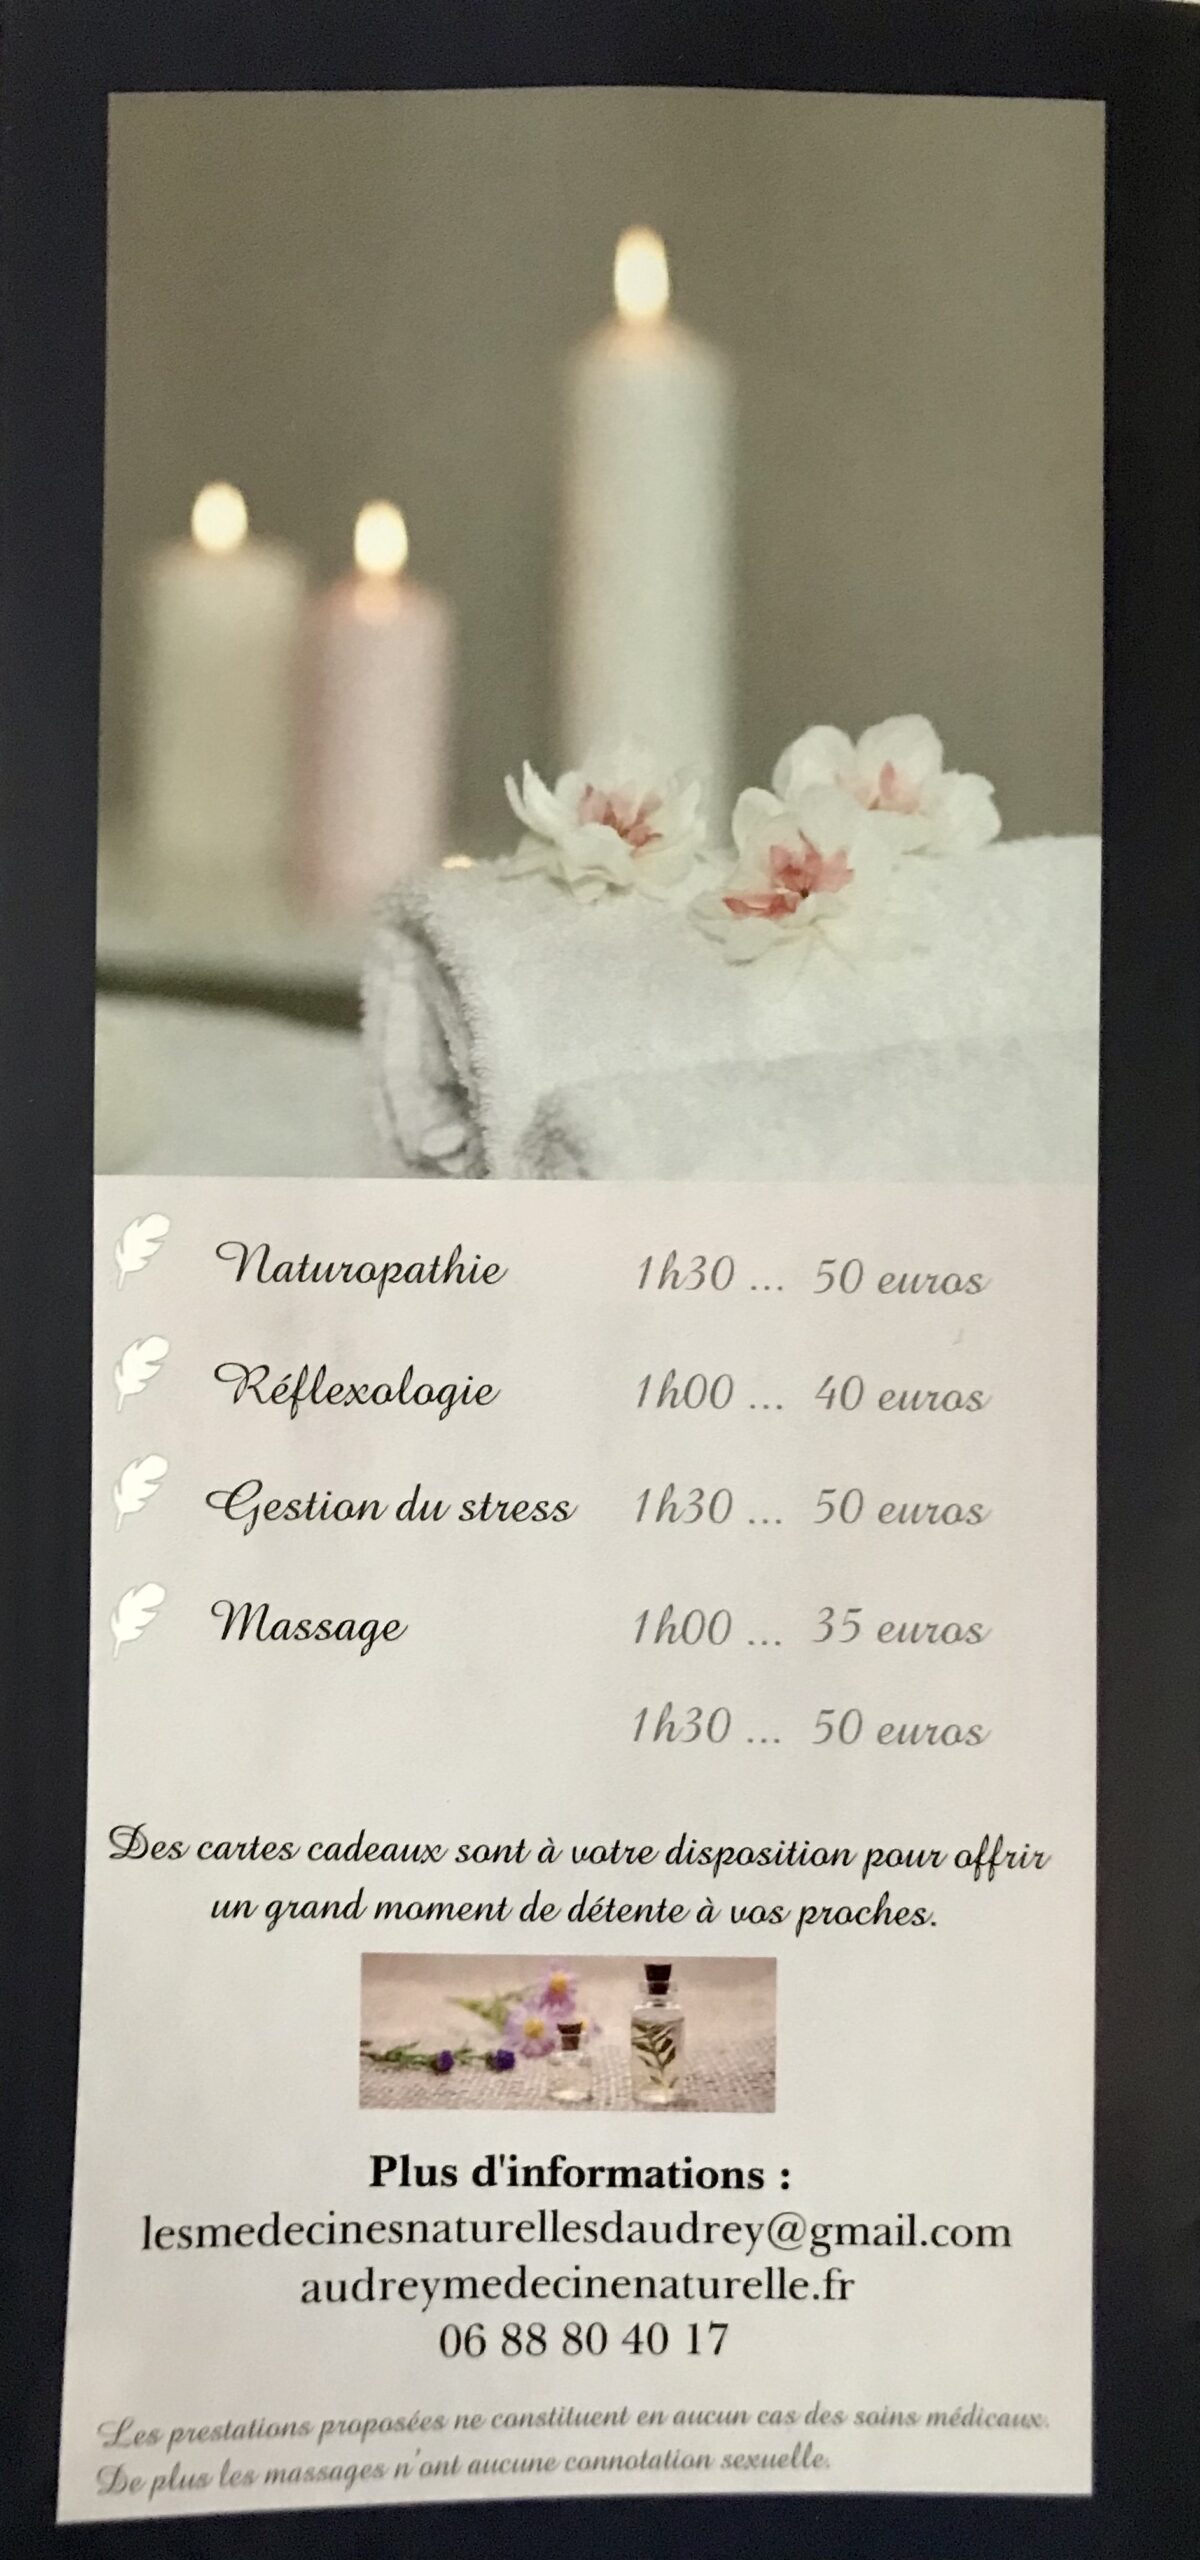 Naturopathie 1h30 ... 50 euros
Réflexologie 1h00 ... 40 euros
Gestion du stress 1h30 ... 50 euros
Massage 1h00 ... 35 euros
1h30 ... 50 euros
Des cartes cadeaux sont à votre disposition pour offrir
un grand moment de détente à vos proches.
Plus d'informations :
lesmedecinesnaturellesdaudrey@gmail.com
audreymedecinenaturelle.fr
06 88 80 40 17
Les prestations proposées ne constituent en aucun cas des soins médicaux.
De plus les massages n'ont aucune connotation sexuelle.